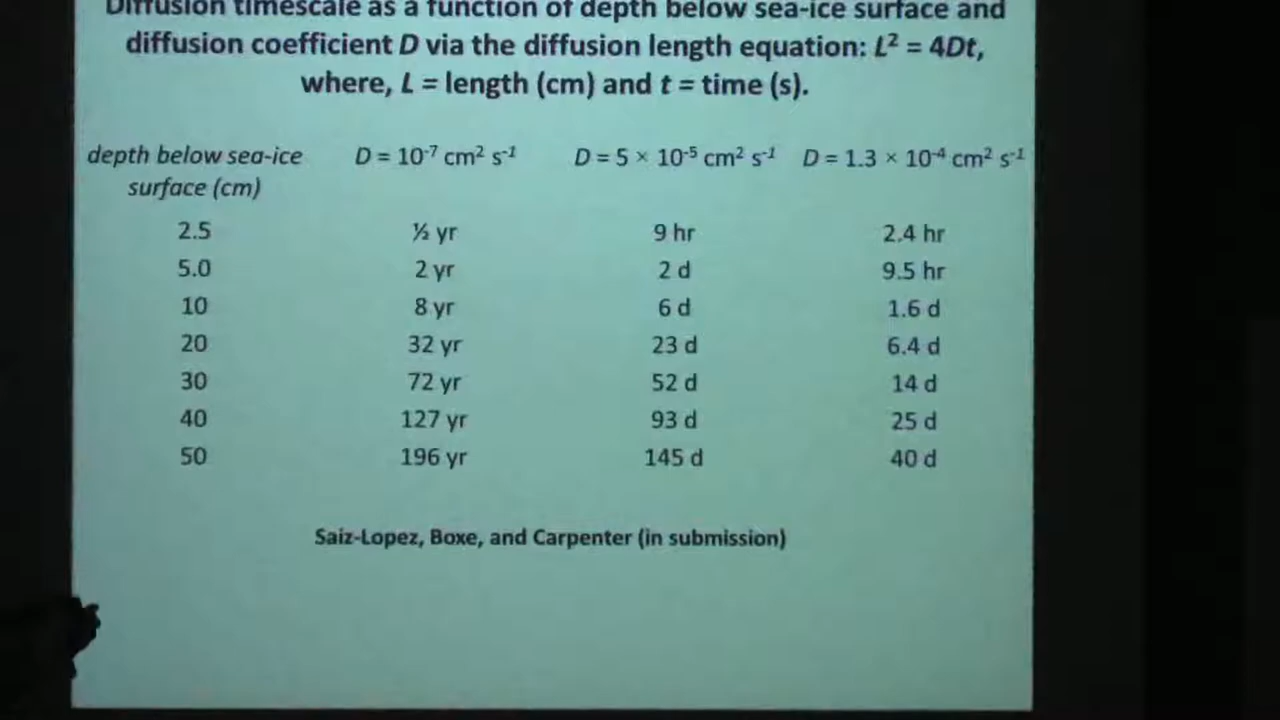 Diffusion timescale as a function of depth below sea-ice surface and
diffusion coefficient D via the diffusion length equation: L² = 4Dt,
where, L = length (cm) and t = time (s).
depth below sea-ice surface (cm) D = 10⁻⁷ cm² s⁻¹ D = 5 × 10⁻⁵ cm² s⁻¹ D = 1.3 × 10⁻⁴ cm² s⁻¹
2.5 ½ yr 9 hr 2.4 hr
5.0 2 yr 2 d 9.5 hr
10 8 yr 6 d 1.6 d
20 32 yr 23 d 6.4 d
30 72 yr 52 d 14 d
40 127 yr 93 d 25 d
50 196 yr 145 d 40 d
Saiz-Lopez, Boxe, and Carpenter (in submission)